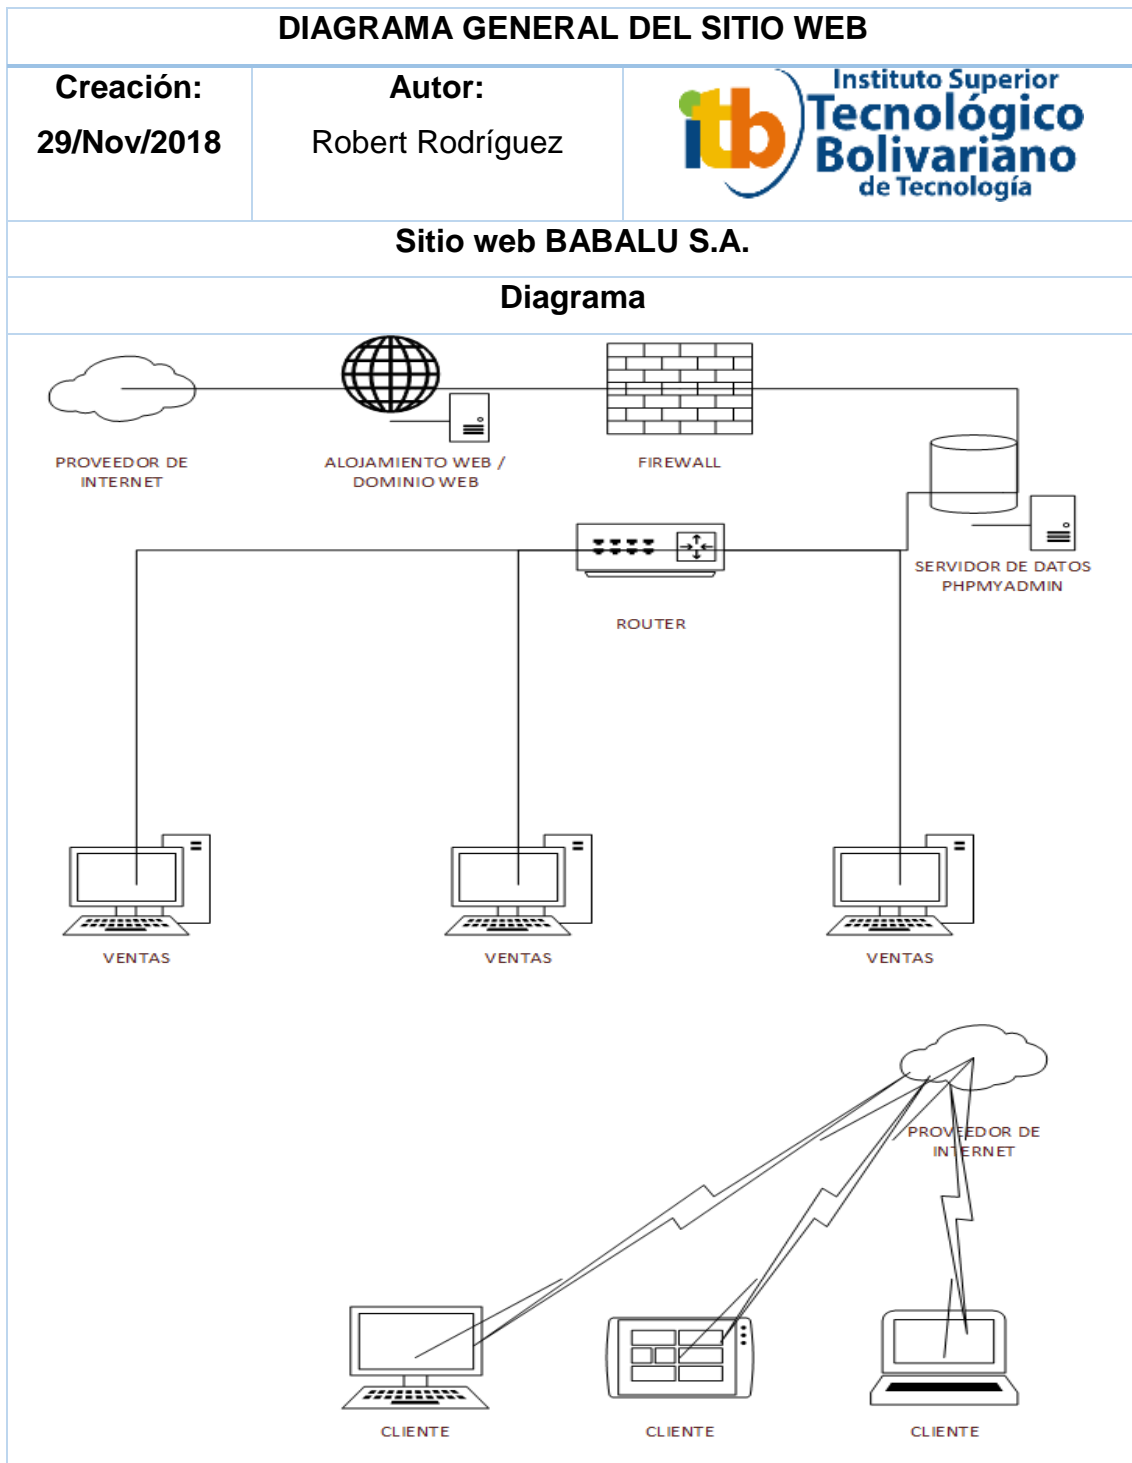 DIAGRAMA GENERAL DEL SITIO WEB
Creación:
29/Nov/2018
Autor:
Robert Rodríguez
itb
Instituto Superior
Tecnológico
Bolivariano
de Tecnología
Sitio web BABALU S.A.
Diagrama
PROVEEDOR DE
INTERNET
ALOJAMIENTO WEB /
DOMINIO WEB
FIREWALL
SERVIDOR DE DATOS
PHPMYADMIN
ROUTER
VENTAS
VENTAS
VENTAS
PROVEEDOR DE
INTERNET
CLIENTE
CLIENTE
CLIENTE